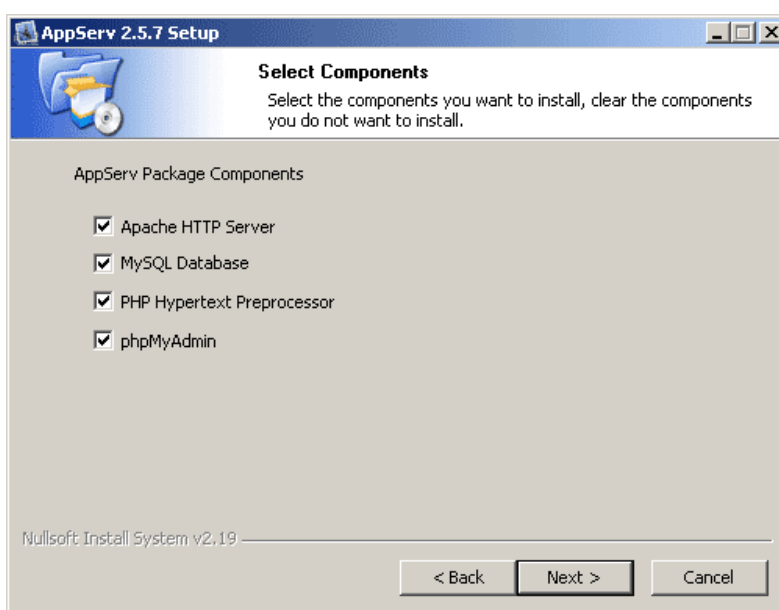 AppServ 2.5.7 Setup
Select Components
Select the components you want to install, clear the components
you do not want to install.
AppServ Package Components
Apache HTTP Server
MySQL Database
PHP Hypertext Preprocessor
phpMyAdmin
Nullsoft Install System v2.19
< Back
Next >
Cancel